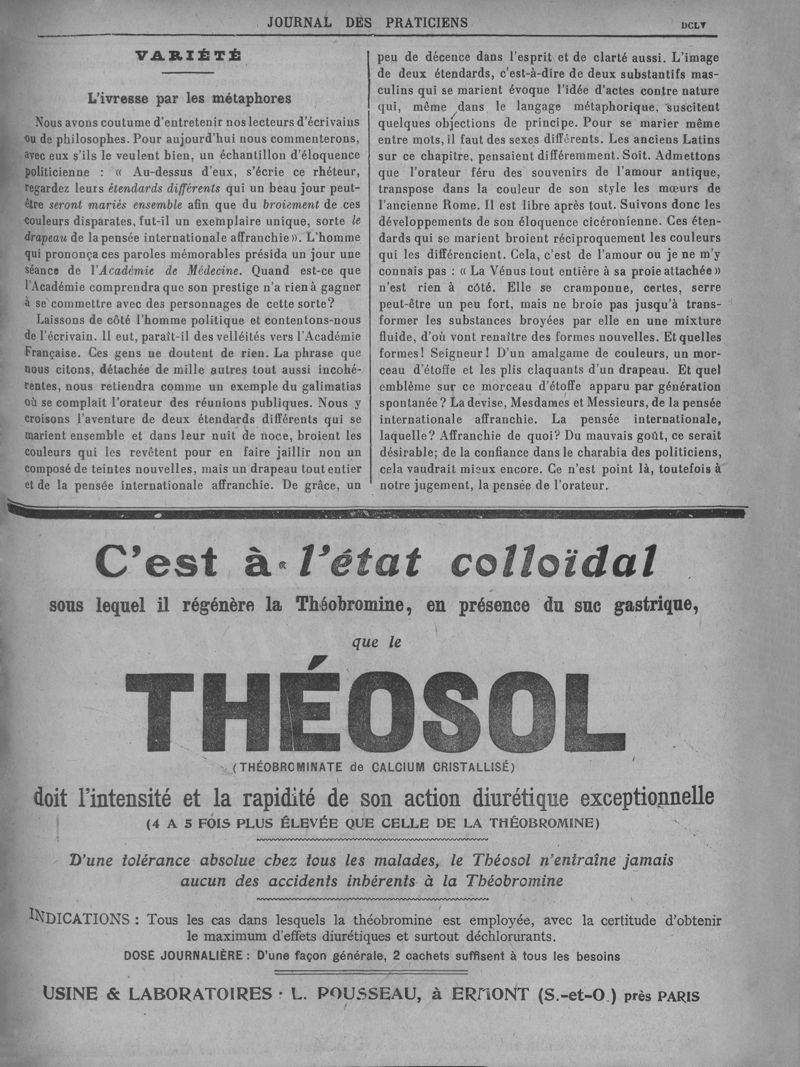 JOURNAL DES PRATICIENS
VARIÉTÉ
L'ivresse par les métaphores
Nous avons coutume d'entretenir nos lecteurs d'écrivains
ou de philosophes. Pour aujourd'hui nous commenterons,
avec eux s'ils le veulent bien, un échantillon d'éloquence
politicienne : « Au-dessus d'eux, s'écrie ce rhéteur,
regardez leurs étendards différents qui un beau jour peut-
être seront mariés ensemble afin que du broiement de ces
couleurs disparates, fut-il un exemplaire unique, sorte le
drapeau de la pensée internationale affranchie ». L'homme
qui prononça ces paroles mémorables présida un jour une
séance de l'Académie de Médecine. Quand est-ce que
l'Académie comprendra que son prestige n'a rien à gagner
à se commettre avec des personnages de cette sorte ?
Laissons de côté l'homme politique et contentons-nous
de l'écrivain. Il eut, paraît-il des velléités vers l'Académie
Française. Ces gens ne doutent de rien. La phrase que
nous citons, détachée de mille autres tout aussi incohé-
rentes, nous retiendra comme un exemple du galimatias
où se complaît l'orateur des réunions publiques. Nous y
croisons l'aventure de deux étendards différents qui se
marient ensemble et dans leur nuit de noce, broient les
couleurs qui les revêtent pour en faire jaillir non un
composé de teintes nouvelles, mais un drapeau tout entier
et de la pensée internationale affranchie. De grâce, un
peu de décence dans l'esprit et de clarté aussi. L'image
de deux étendards, c'est-à-dire de deux substantifs mas-
culins qui se marient évoque l'idée d'actes contre nature
qui, même dans le langage métaphorique, suscitent
quelques objections de principe. Pour se marier même
entre mots, il faut des sexes différents. Les anciens Latins
sur ce chapitre, pensaient différemment. Soit. Admettons
que l'orateur féru des souvenirs de l'amour antique,
transpose dans la couleur de son style les mœurs de
l'ancienne Rome. Il est libre après tout. Suivons donc les
développements de son éloquence cicéronienne. Ces éten-
dards qui se marient broient réciproquement les couleurs
qui les différencient. Cela, c'est de l'amour ou je ne m'y
connais pas : « La Vénus tout entière à sa proie attachée »
n'est rien à côté. Elle se cramponne, certes, serre
peut-être un peu fort, mais ne broie pas jusqu'à trans-
former les substances broyées par elle en une mixture
fluide, d'où vont renaître des formes nouvelles. Et quelles
formes ! Seigneur ! D'un amalgame de couleurs, un mor-
ceau d'étoffe et les plis claquants d'un drapeau. Et quel
emblème sur ce morceau d'étoffe apparu par génération
spontanée ? La devise, Mesdames et Messieurs, de la pensée
internationale affranchie. La pensée internationale,
laquelle ? Affranchie de quoi ? Du mauvais goût, ce serait
désirable; de la confiance dans le charabia des politiciens,
cela vaudrait mieux encore. Ce n'est point là, toutefois à
notre jugement, la pensée de l'orateur.
C'est à l'état colloïdal
sous lequel il régénère la Théobromine, en présence du suc gastrique,
que le
THÉOSOL
(THÉOBROMINATE de CALCIUM CRISTALLISÉ)
doit l'intensité et la rapidité de son action diurétique exceptionnelle
(4 A 5 FOIS PLUS ÉLEVÉE QUE CELLE DE LA THÉOBROMINE)
D'une tolérance absolue chez tous les malades, le Théosol n'entraîne jamais
aucun des accidents inhérents à la Théobromine
INDICATIONS : Tous les cas dans lesquels la théobromine est employée, avec la certitude d'obtenir
le maximum d'effets diurétiques et surtout déchlorurants.
DOSE JOURNALIÈRE : D'une façon générale, 2 cachets suffisent à tous les besoins
USINE & LABORATOIRES : L. POUSSEAU, à ERMONT (S.-et-O.) près PARIS